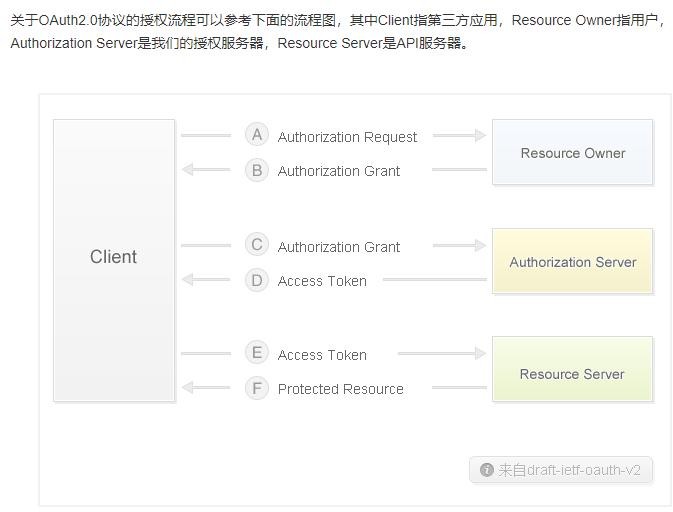 关于OAuth2.0协议的授权流程可以参考下面的流程图，其中Client指第三方应用，Resource Owner指用户，
Authorization Server是我们的授权服务器，Resource Server是API服务器。
A Authorization Request
Resource Owner
B Authorization Grant
Client
C Authorization Grant
Authorization Server
D Access Token
E Access Token
Resource Server
F Protected Resource
i 来自draft-ietf-oauth-v2